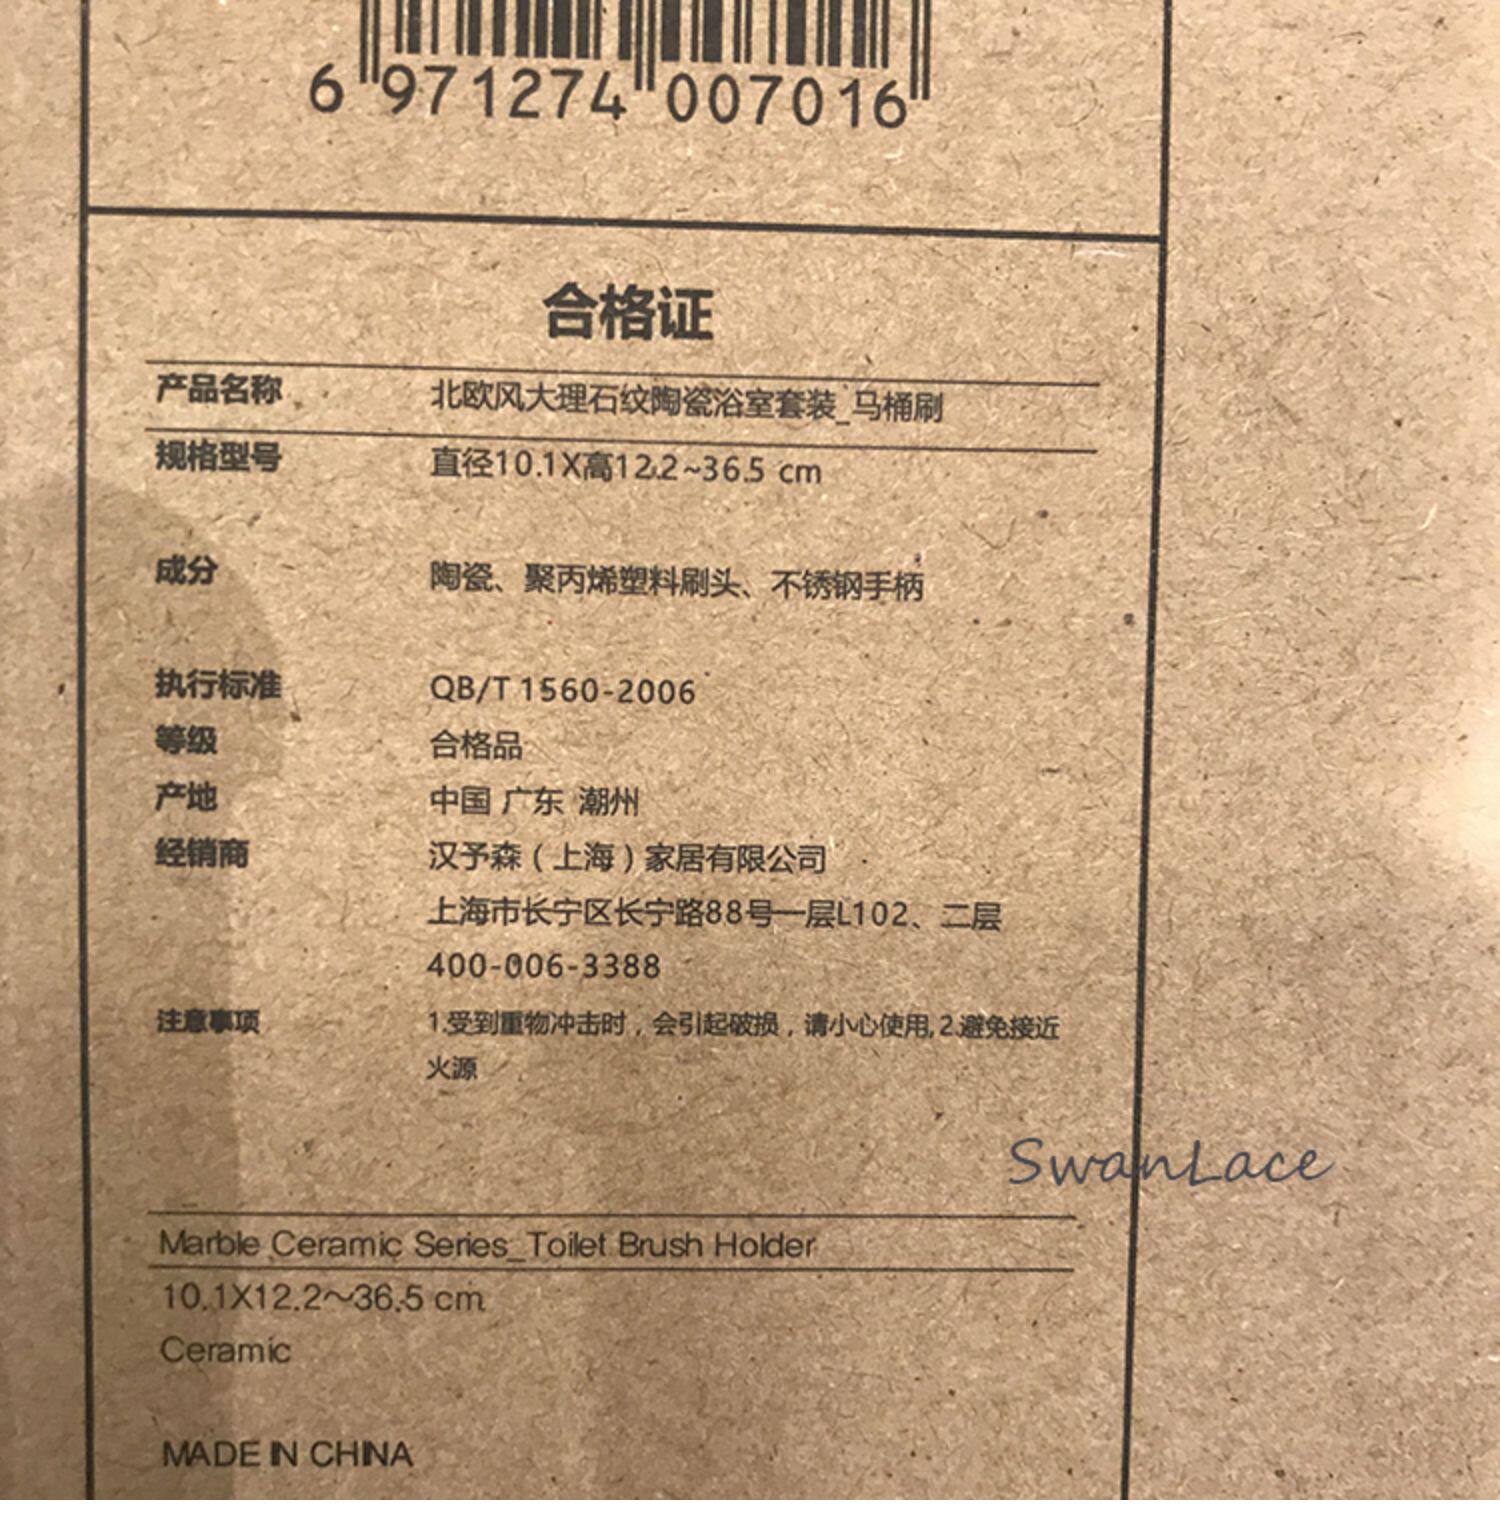 6 971274 007016
合格证
产品名称 北欧风大理石纹陶瓷浴室套装_马桶刷
规格型号 直径10.1X高12.2~36.5 cm
成分 陶瓷、聚丙烯塑料刷头、不锈钢手柄
执行标准 QB/T 1560-2006
等级 合格品
产地 中国 广东 潮州
经销商 汉予森（上海）家居有限公司
上海市长宁区长宁路88号一层L102、二层
400-006-3388
注意事项 1.受到重物冲击时，会引起破损，请小心使用,2.避免接近
火源
SwanLace
Marble Ceramic Series_Toilet Brush Holder
10.1X12.2～36.5 cm
Ceramic
MADE IN CHINA